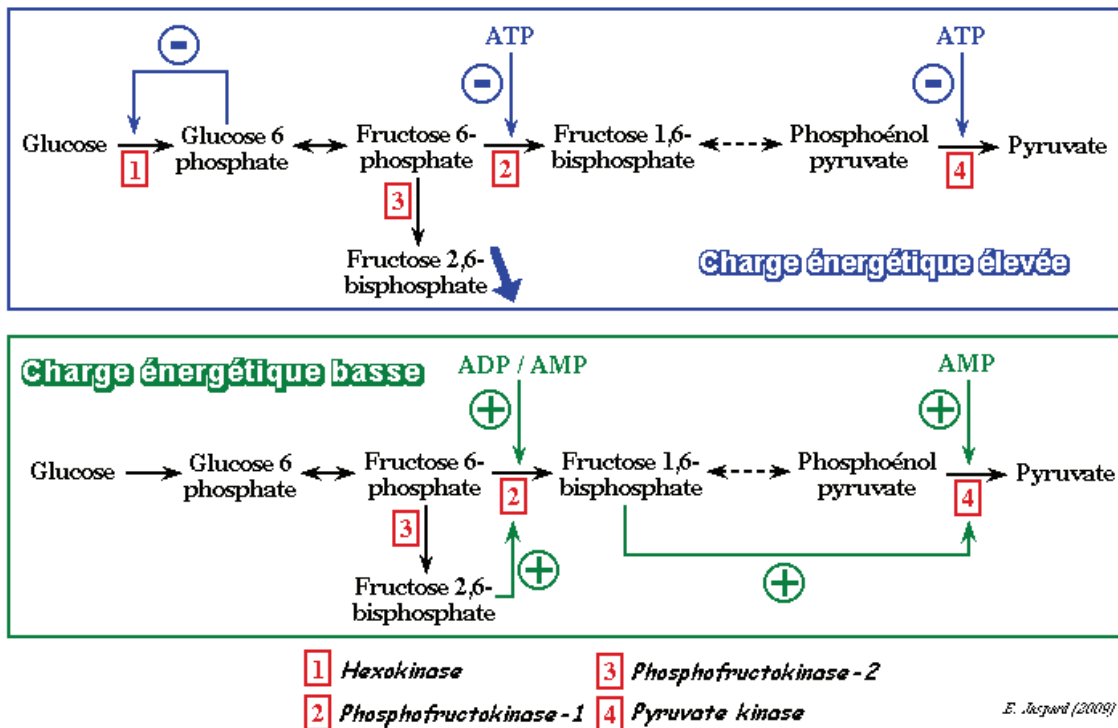 ATP ATP
Glucose Glucose 6 Fructose 6- Fructose 1,6- Phosphoénol Pyruvate
phosphate phosphate bisphosphate pyruvate
1 2 4
3
Fructose 2,6-
bisphosphate
Charge énergétique élevée
Charge énergétique basse
ADP / AMP AMP
Glucose Glucose 6 Fructose 6- Fructose 1,6- Phosphoénol Pyruvate
phosphate phosphate bisphosphate pyruvate
2 4
3
Fructose 2,6-
bisphosphate
1 Hexokinase 3 Phosphofructokinase-2
2 Phosphofructokinase-1 4 Pyruvate kinase
E. Jaspard (2009)